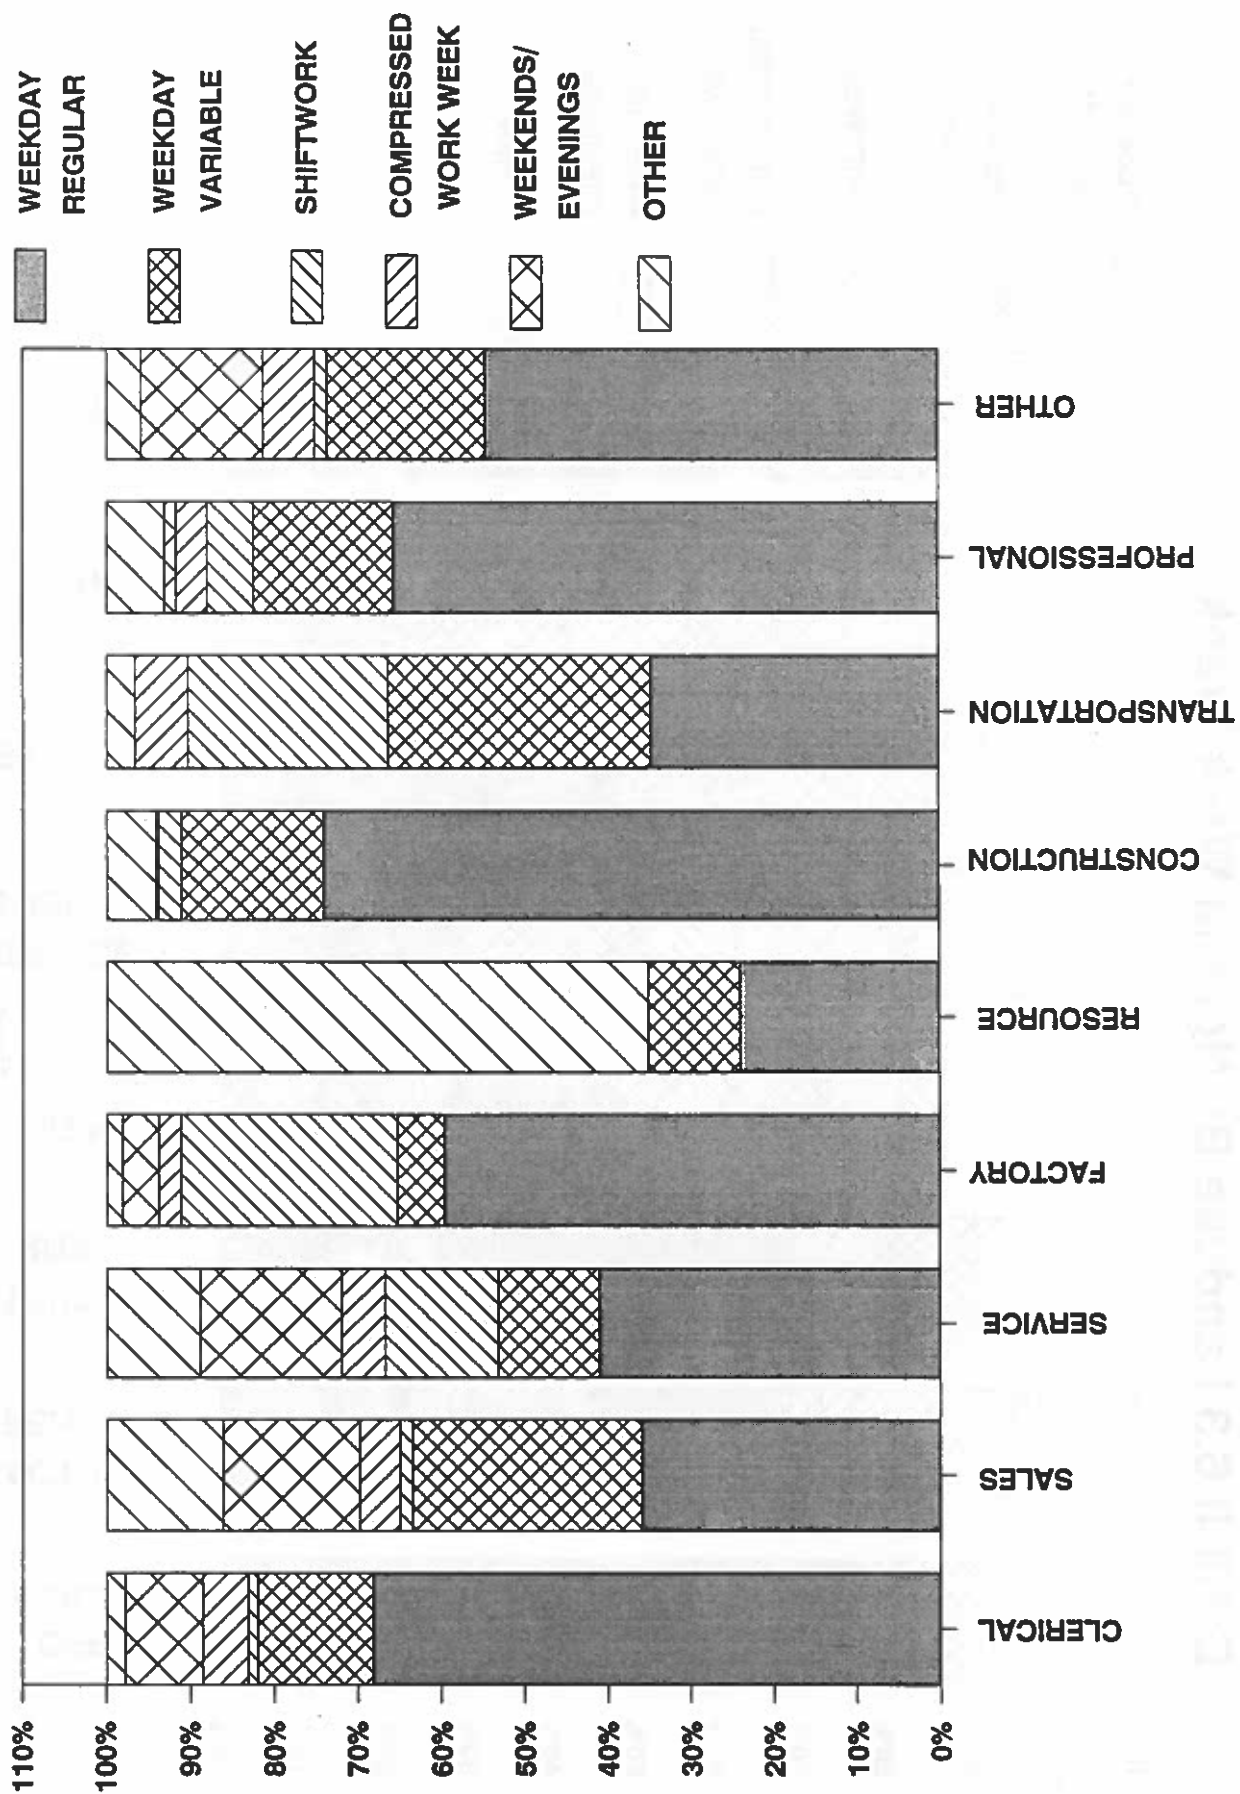 WEEKDAY
REGULAR
WEEKDAY
VARIABLE
SHIFTWORK
COMPRESSED
WORK WEEK
WEEKENDS/
EVENINGS
OTHER
110%
100%
90%
80%
70%
60%
50%
40%
30%
20%
10%
0%
CLERICAL
SALES
SERVICE
FACTORY
RESOURCE
CONSTRUCTION
TRANSPORTATION
PROFESSIONAL
OTHER